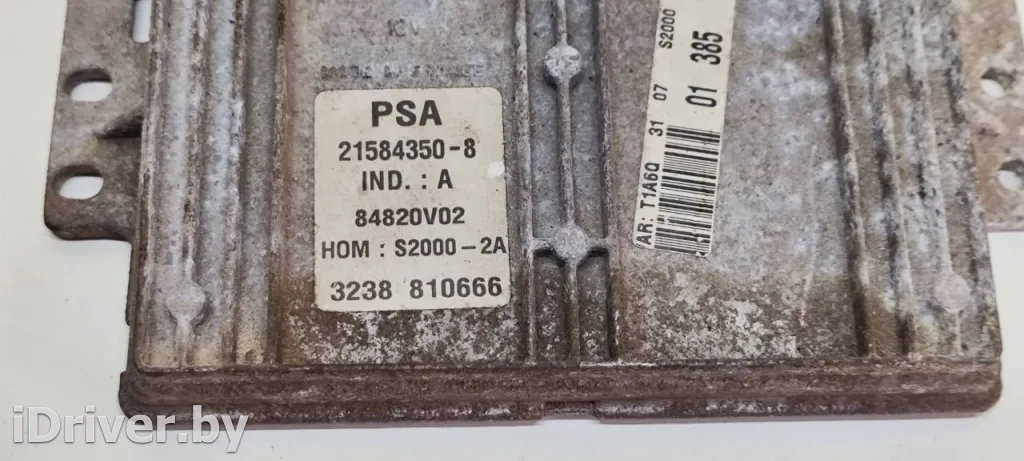 PSA
21584350-8
IND. : A
84820V02
HOM : S2000-2A
3238 810666
S2000
31 07
01 385
AR: T1A6Q
iDriver.by